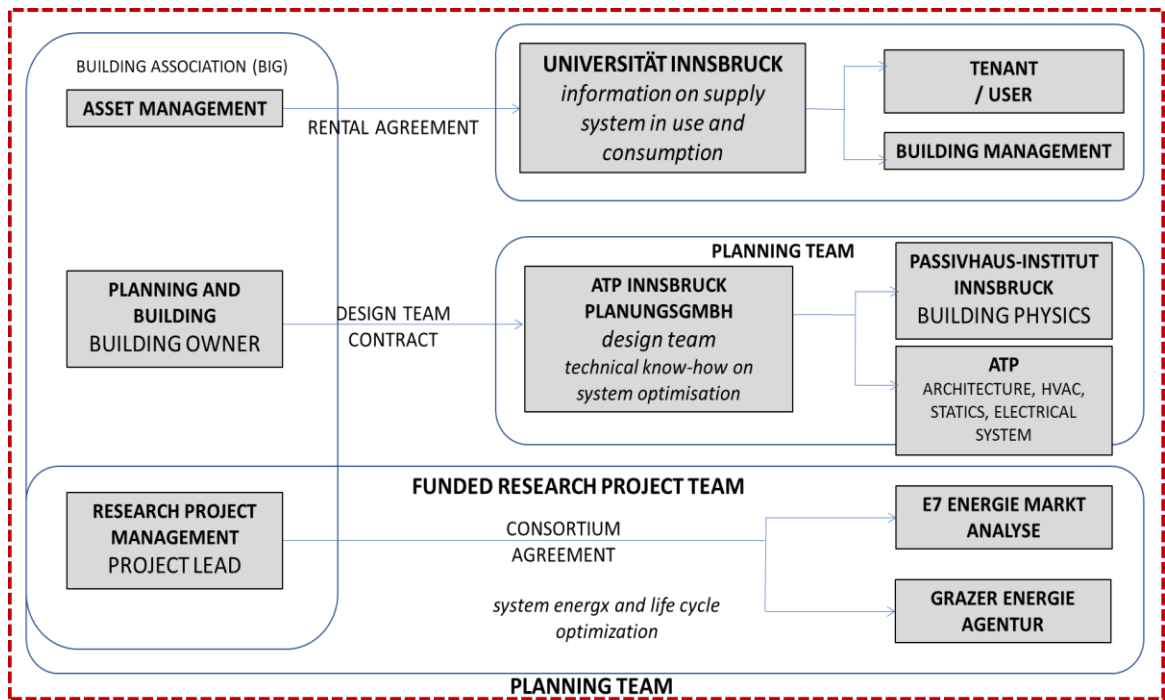 BUILDING ASSOCIATION (BIG)
ASSET MANAGEMENT
RENTAL AGREEMENT
UNIVERSITÄT INNSBRUCK
information on supply
system in use and
consumption
TENANT
/ USER
BUILDING MANAGEMENT
PLANNING AND
BUILDING
BUILDING OWNER
DESIGN TEAM
CONTRACT
PLANNING TEAM
ATP INNSBRUCK
PLANUNGSGMBH
design team
technical know-how on
system optimisation
PASSIVHAUS-INSTITUT
INNSBRUCK
BUILDING PHYSICS
ATP
ARCHITECTURE, HVAC,
STATICS, ELECTRICAL
SYSTEM
FUNDED RESEARCH PROJECT TEAM
RESEARCH PROJECT
MANAGEMENT
PROJECT LEAD
CONSORTIUM
AGREEMENT
system energx and life cycle
optimization
E7 ENERGIE MARKT
ANALYSE
GRAZER ENERGIE
AGENTUR
PLANNING TEAM